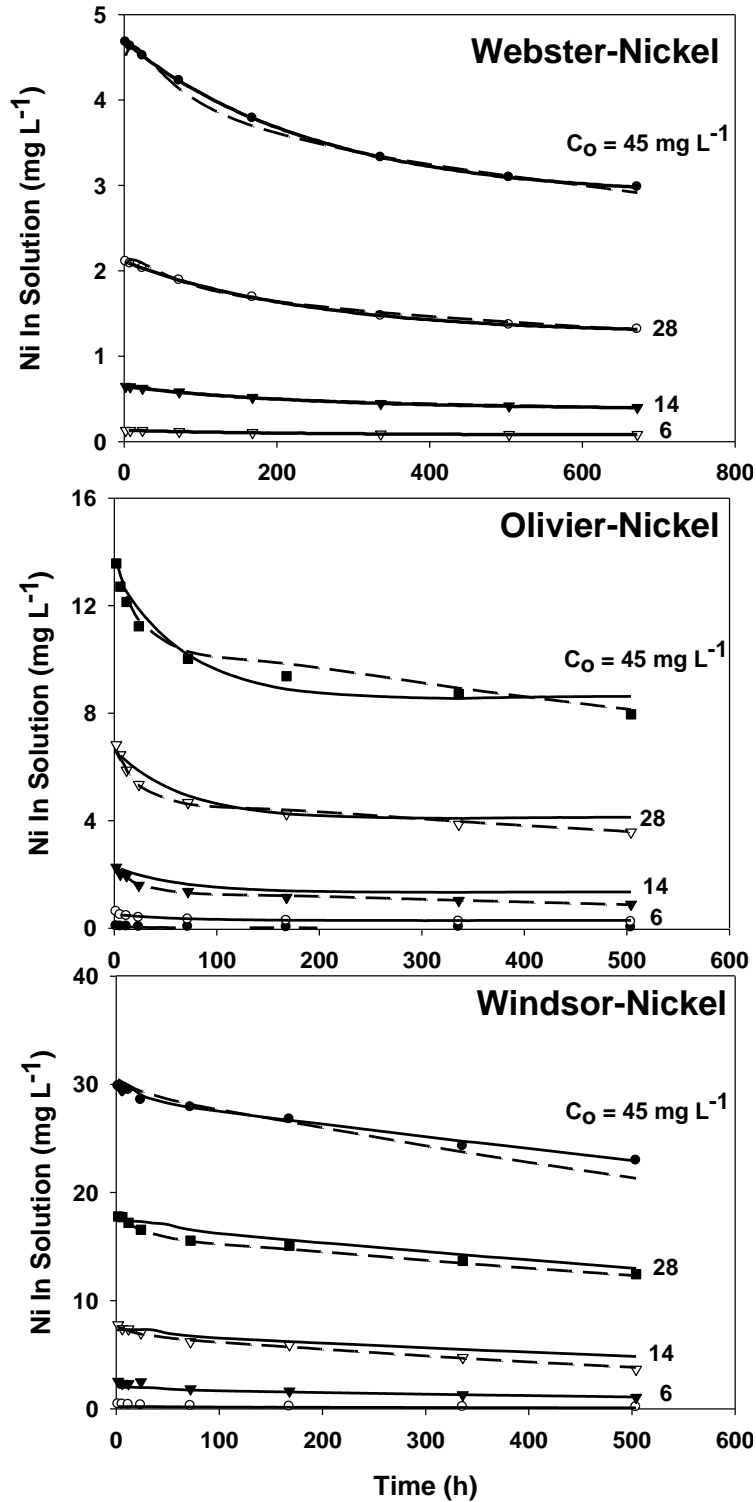 Webster-Nickel
Ni In Solution (mg L-1)
5
4
3
2
1
0
Co = 45 mg L-1
28
14
6
0 200 400 600 800
Olivier-Nickel
Ni In Solution (mg L-1)
16
12
8
4
0
Co = 45 mg L-1
28
14
6
0 100 200 300 400 500 600
Windsor-Nickel
Ni In Solution (mg L-1)
40
30
20
10
0
Co = 45 mg L-1
28
14
6
0 100 200 300 400 500 600
Time (h)